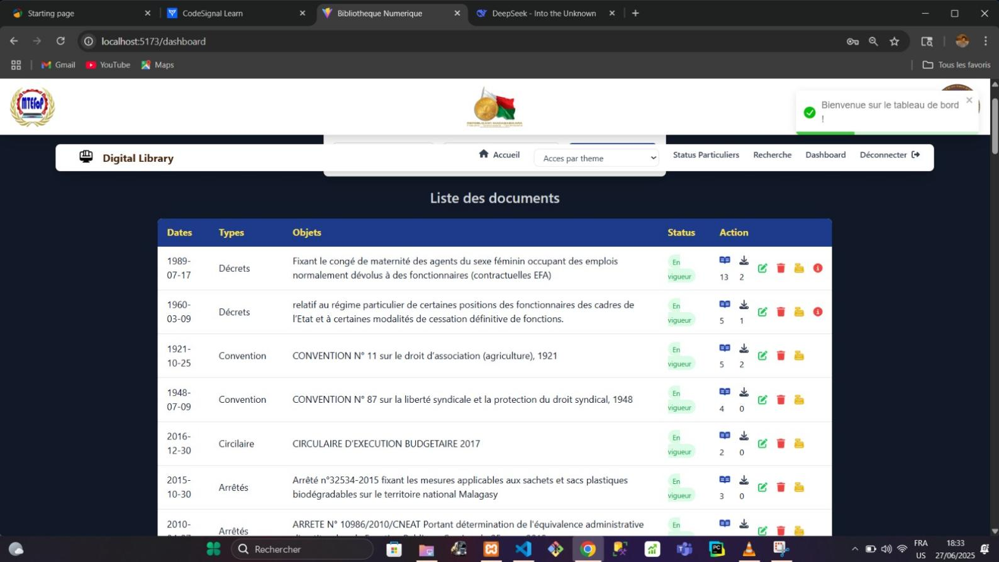 Starting page
CodeSignal Learn
Bibliotheque Numerique
DeepSeek - Into the Unknown
localhost:5173/dashboard
Gmail
YouTube
Maps
Tous les favoris
MTEFoP
Bienvenue sur le tableau de bord
!
Digital Library
Accueil
Acces par theme
Status Particuliers
Recherche
Dashboard
Déconnecter
Liste des documents
Dates Types Objets Status Action
1989-
07-17
Décrets
Fixant le congé de maternité des agents du sexe féminin occupant des emplois
normalement dévolus à des fonctionnaires (contractuelles EFA)
En
vigueur
13 2
1960-
03-09
Décrets
relatif au régime particulier de certaines positions des fonctionnaires des cadres de
l’Etat et à certaines modalités de cessation définitive de fonctions.
En
vigueur
5 1
1921-
10-25
Convention
CONVENTION N° 11 sur le droit d’association (agriculture), 1921
En
vigueur
5 2
1948-
07-09
Convention
CONVENTION N° 87 sur la liberté syndicale et la protection du droit syndical, 1948
En
vigueur
4 0
2016-
12-30
Circilaire
CIRCULAIRE D’EXECUTION BUDGETAIRE 2017
En
vigueur
2 0
2015-
10-30
Arrêtés
Arrêté n°32534-2015 fixant les mesures applicables aux sachets et sacs plastiques
biodégradables sur le territoire national Malagasy
En
vigueur
3 0
2010-
Arrêtés
ARRETE N° 10986/2010/CNEAT Portant détermination de l'équivalence administrative
En
Rechercher
FRA
US
18:33
27/06/2025